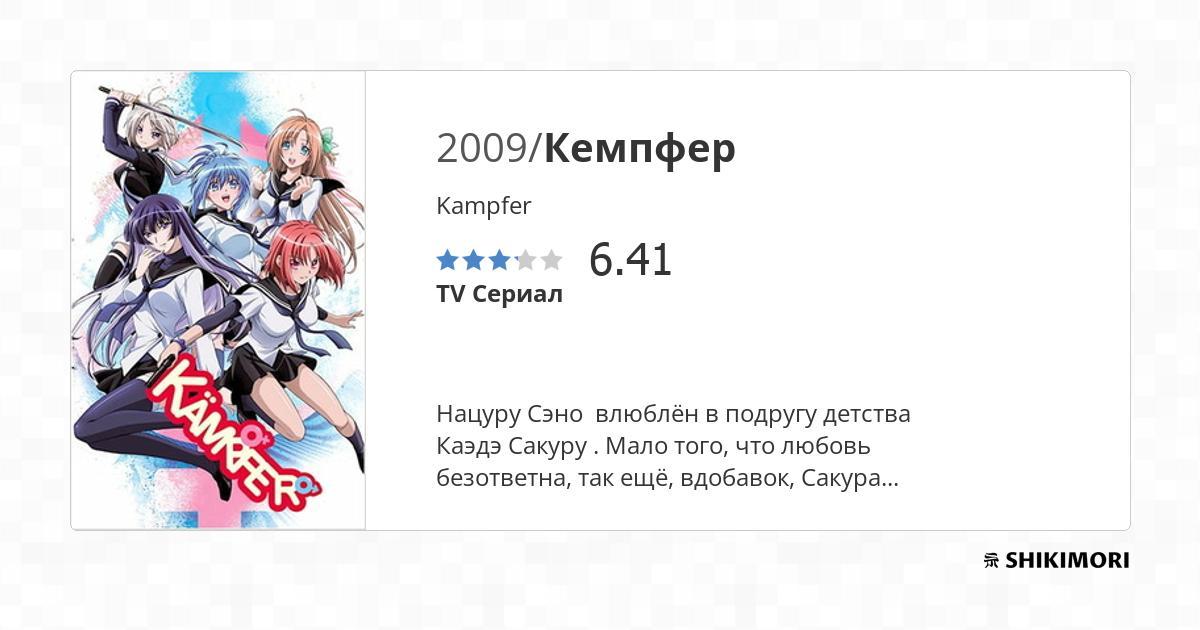 2009/Кемпфер
Kampfer
6.41
TV Сериал
Нацуру Сэно  влюблён в подругу детства
Каэдэ Сакуру . Мало того, что любовь
безответна, так ещё, вдобавок, Сакура...
KÄMPFER
SHIKIMORI